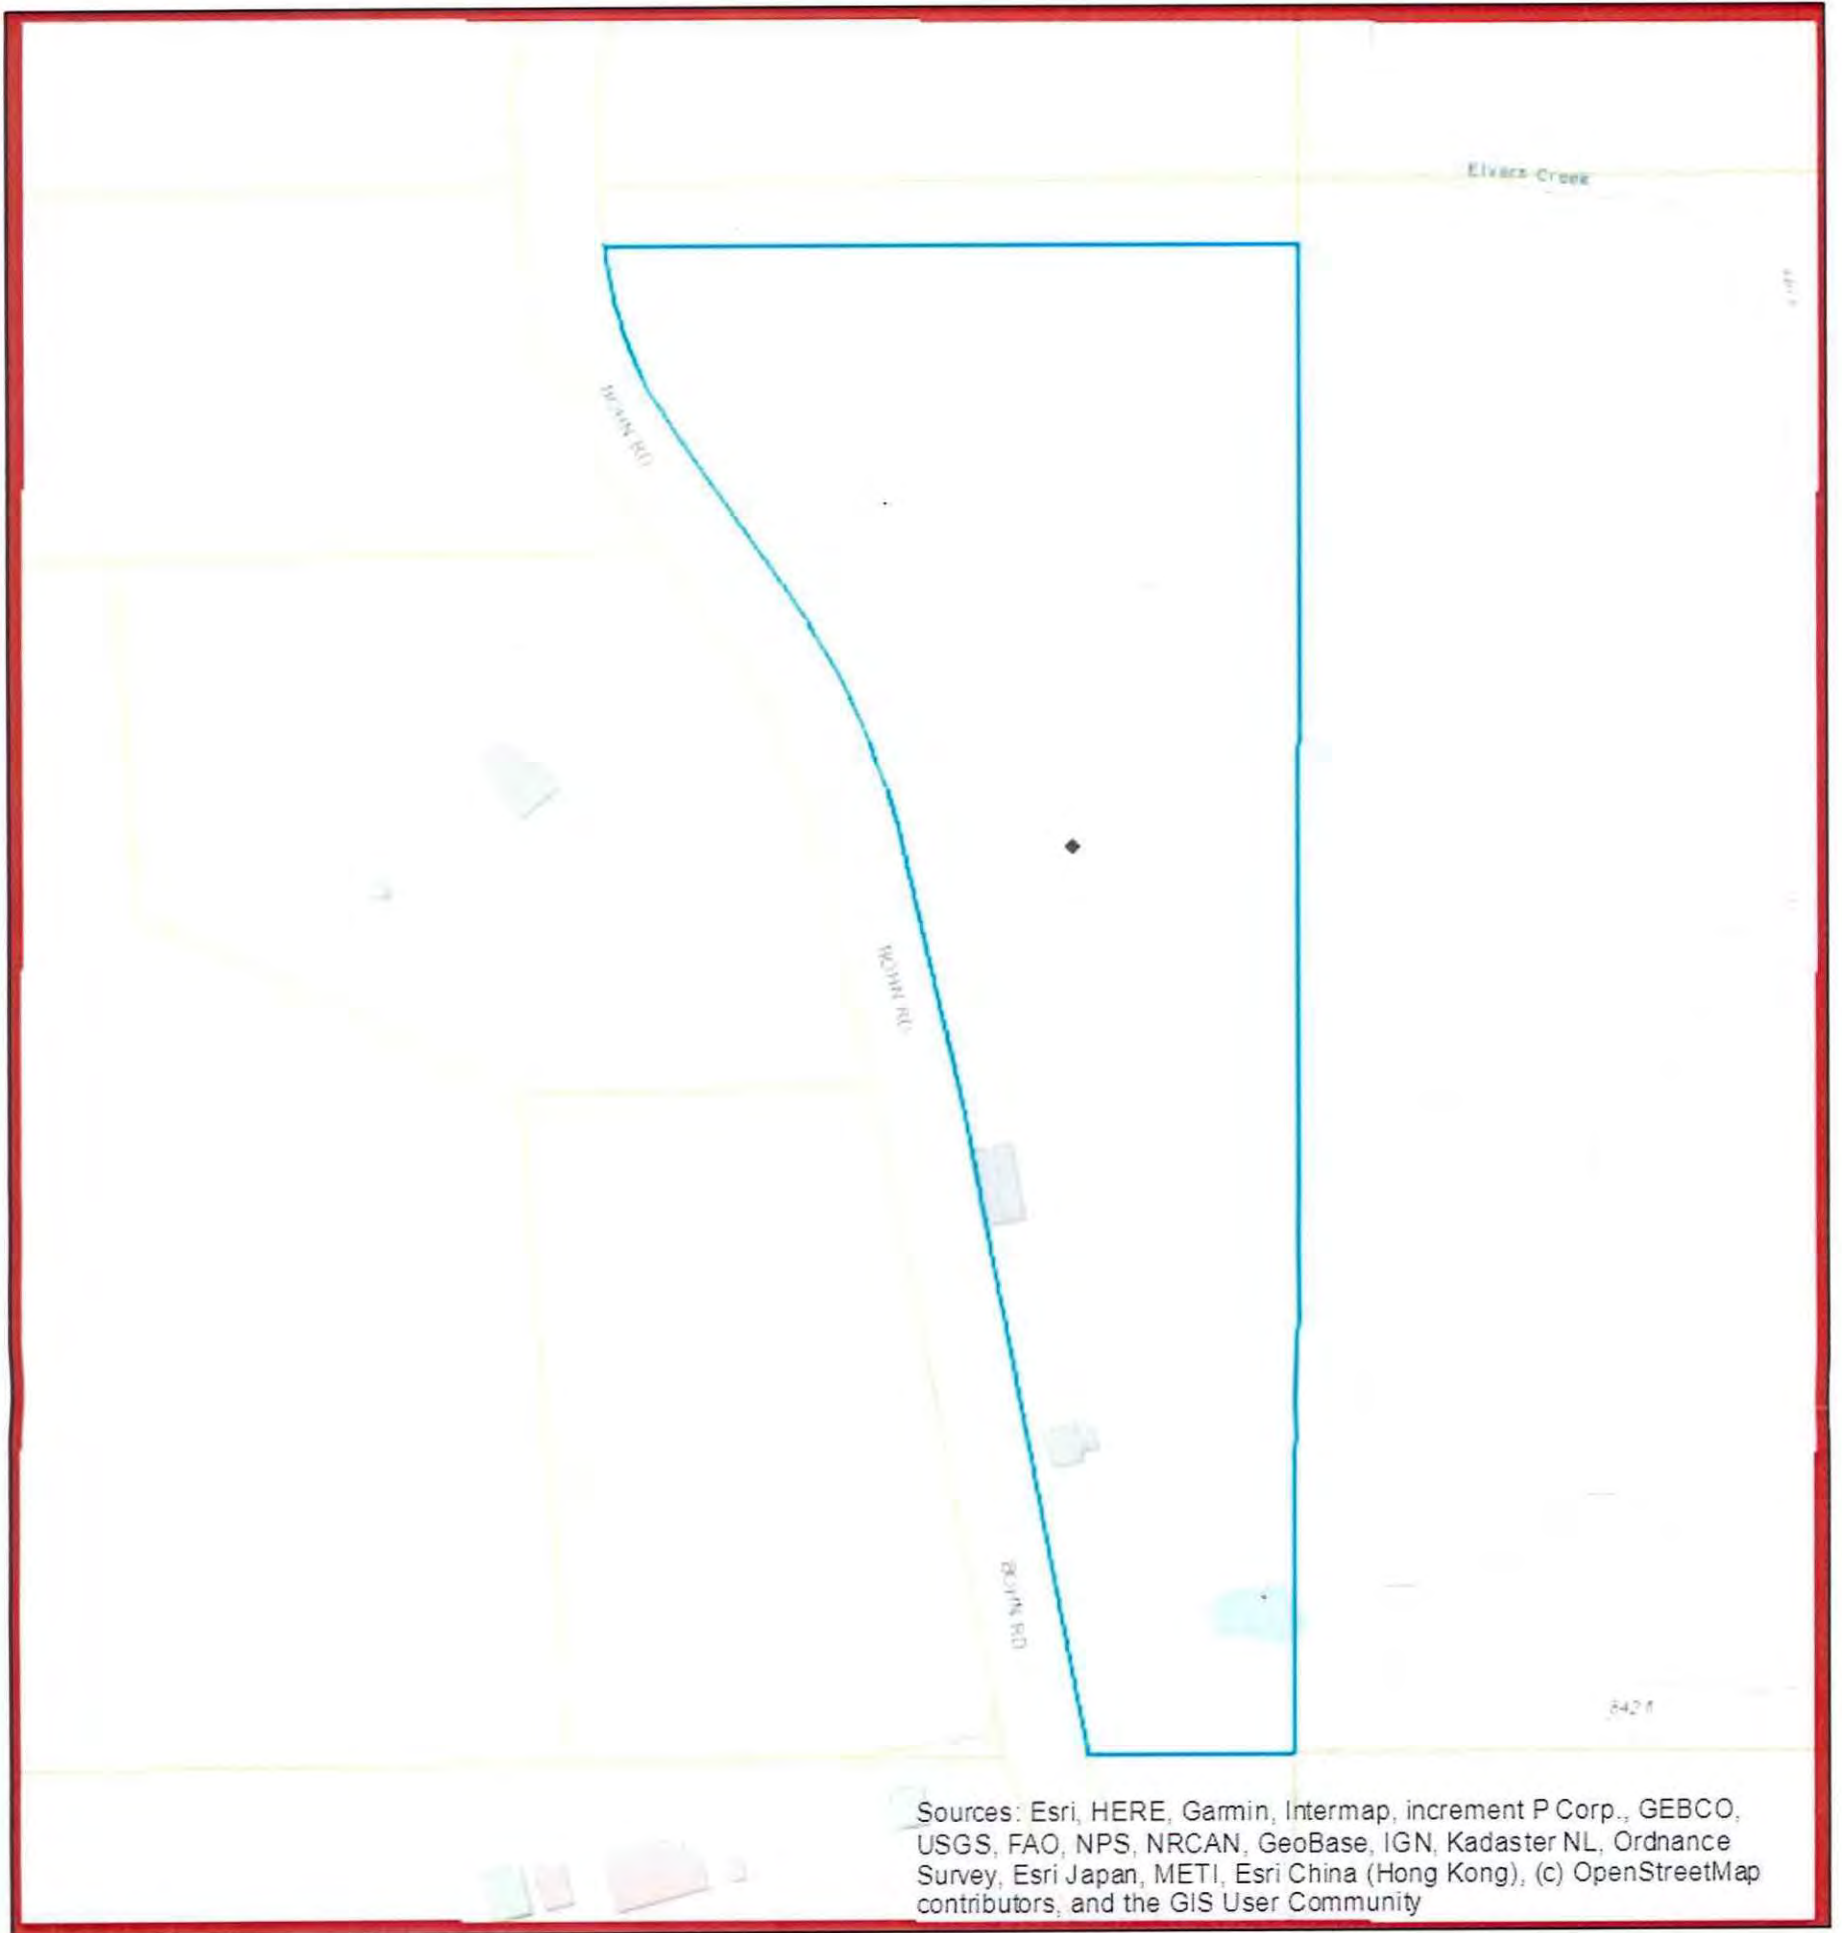 Elvers Creek
BOHN RD
BOHN RD
BOHN RD
842 ft
Sources: Esri, HERE, Garmin, Intermap, increment P Corp., GEBCO,
USGS, FAO, NPS, NRCAN, GeoBase, IGN, Kadaster NL, Ordnance
Survey, Esri Japan, METI, Esri China (Hong Kong), (c) OpenStreetMap
contributors, and the GIS User Community